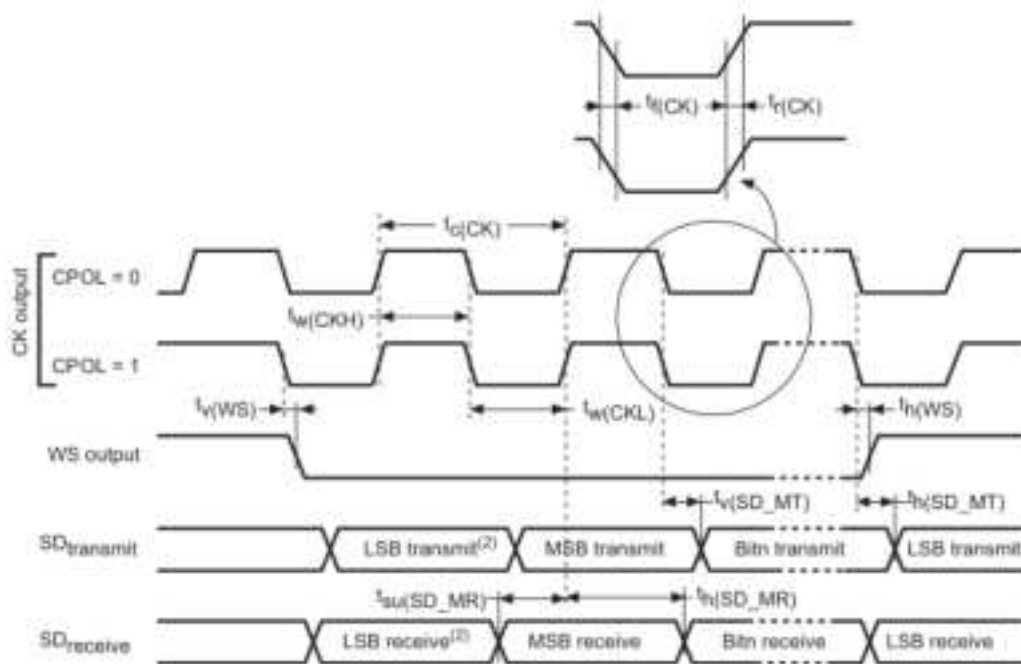 tf(CK)
tr(CK)
tc(CK)
CK output
CPOL = 0
tw(CKH)
CPOL = 1
tv(WS)
tw(CKL)
th(WS)
WS output
tv(SD_MT)
th(SD_MT)
SDtransmit
LSB transmit(2)
MSB transmit
Bitn transmit
LSB transmit
tsu(SD_MR)
th(SD_MR)
SDreceive
LSB receive(2)
MSB receive
Bitn receive
LSB receive